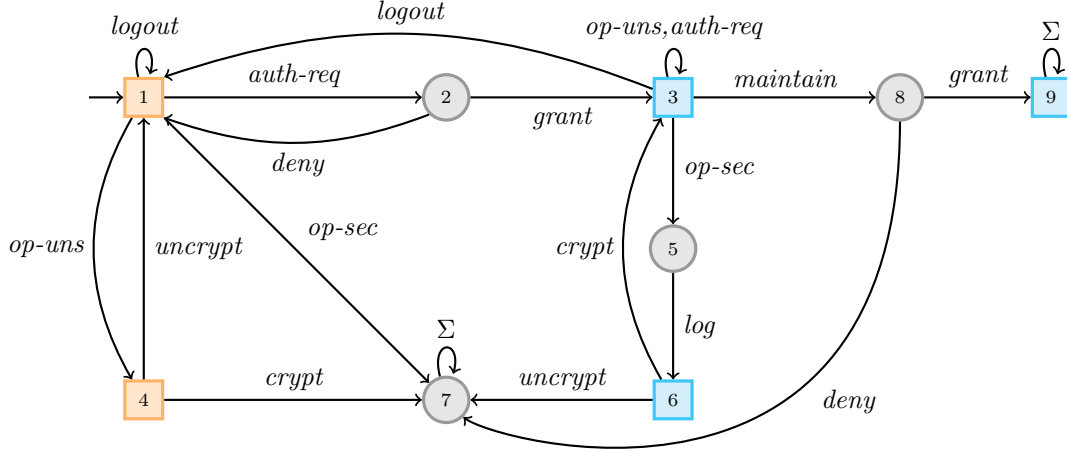 logout
logout
op-uns,auth-req
Σ
1
auth-req
2
grant
3
maintain
8
grant
9
deny
op-sec
op-uns
uncrypt
op-sec
crypt
5
log
Σ
4
crypt
7
uncrypt
6
deny